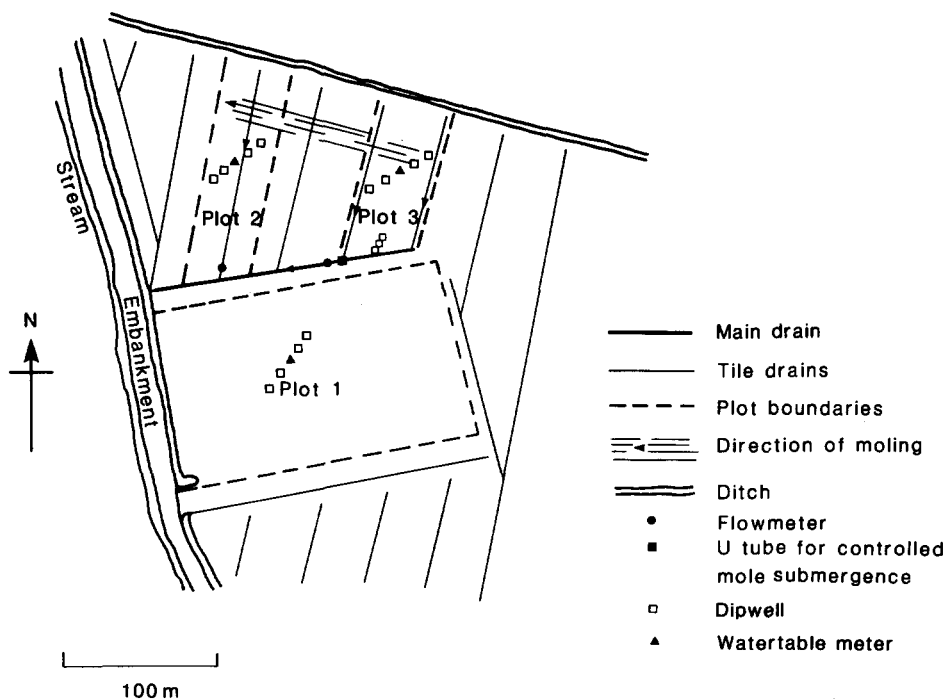 Stream
Embankment
Plot 2
Plot 3
Plot 1
N
100 m
Main drain
Tile drains
Plot boundaries
Direction of moling
Ditch
Flowmeter
U tube for controlled
mole submergence
Dipwell
Watertable meter